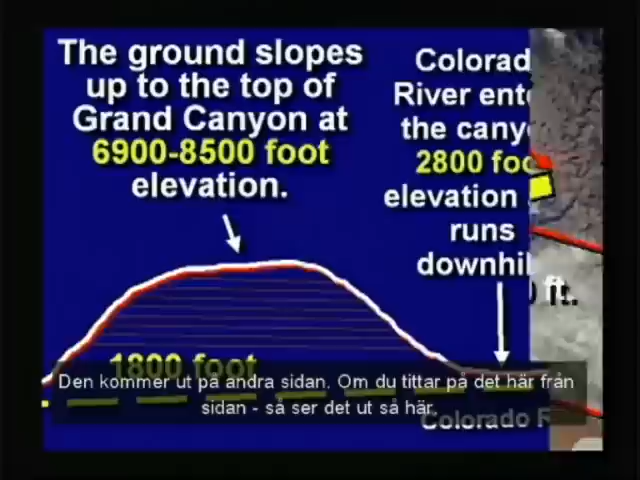 The ground slopes
up to the top of
Grand Canyon at
6900-8500 foot
elevation.
Colorad
River ent
the cany
2800 foo
elevation
runs
downhil
ft.
1800 foot
Den kommer ut på andra sidan. Om du tittar på det här från
sidan - så ser det ut så här.
Colorado R